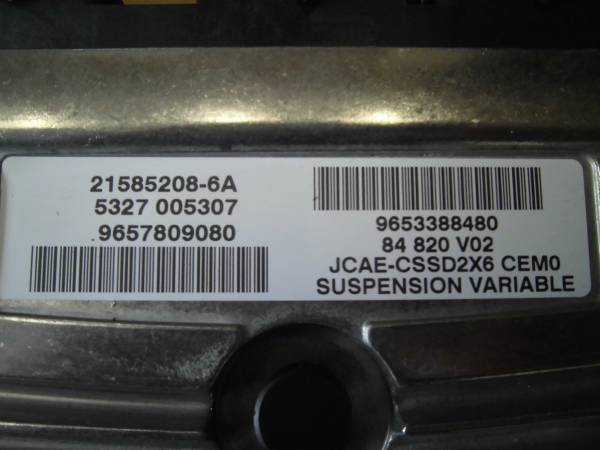 21585208-6A
5327 005307
9657809080
9653388480
84 820 V02
JCAE-CSSD2X6 CEM0
SUSPENSION VARIABLE